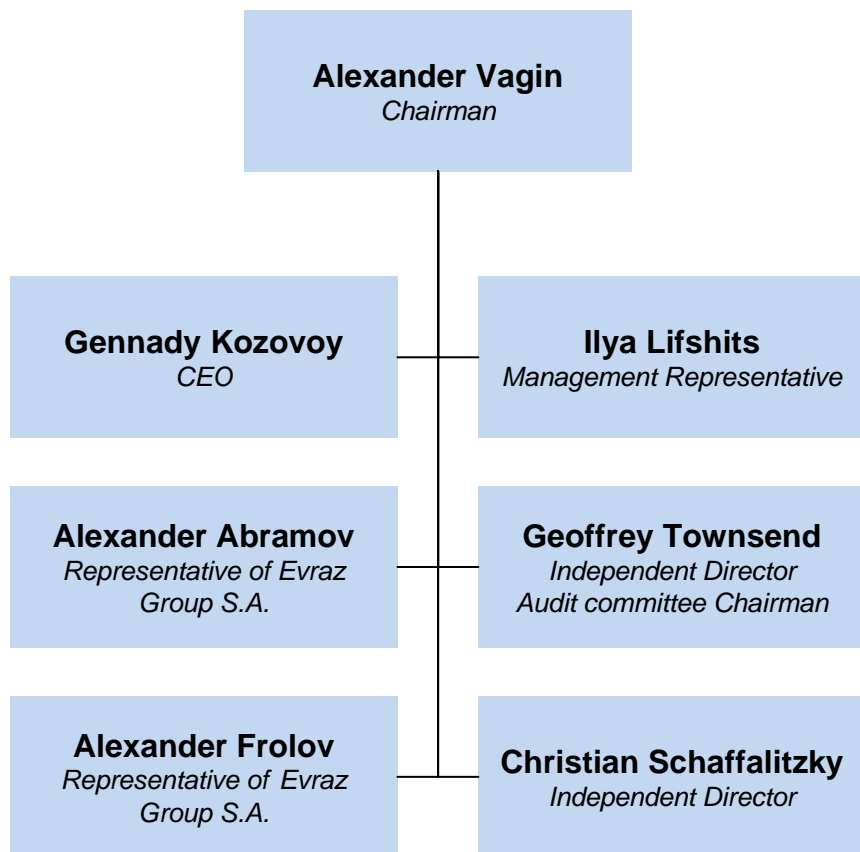 Alexander Vagin
Chairman
Gennady Kozovoy
CEO
Ilya Lifshits
Management Representative
Alexander Abramov
Representative of Evraz
Group S.A.
Geoffrey Townsend
Independent Director
Audit committee Chairman
Alexander Frolov
Representative of Evraz
Group S.A.
Christian Schaffalitzky
Independent Director